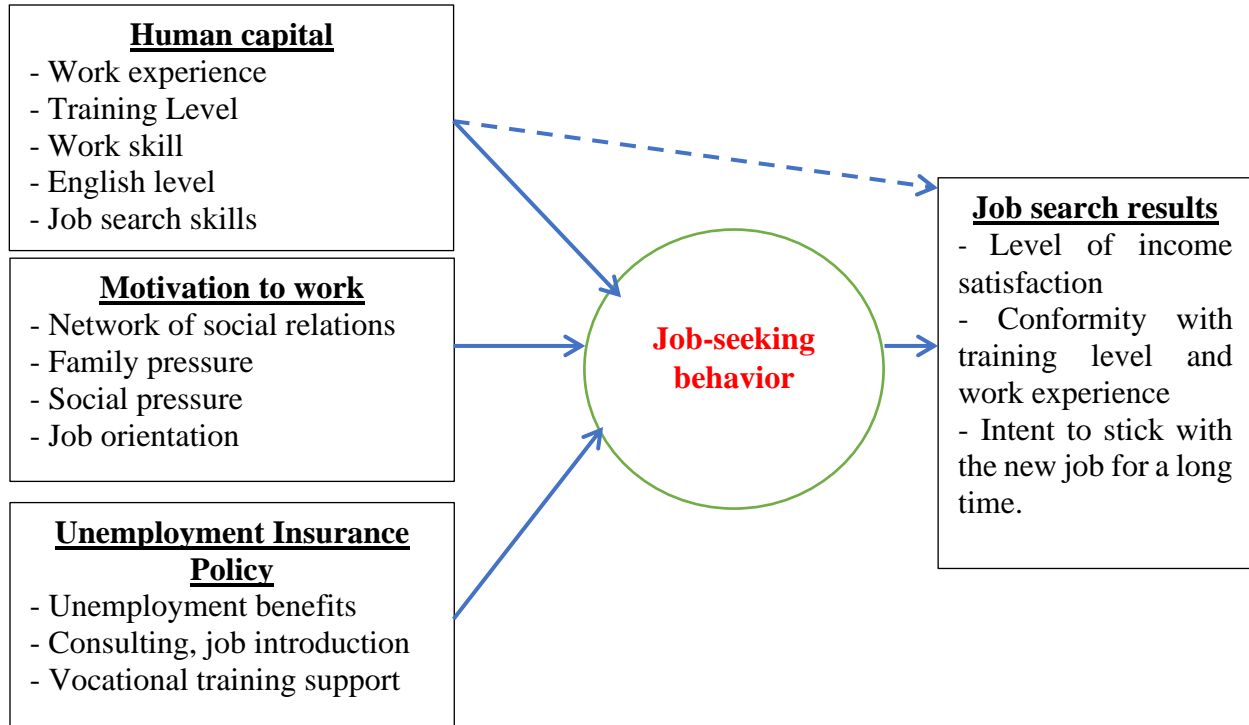 Human capital
- Work experience
- Training Level
- Work skill
- English level
- Job search skills
Motivation to work
- Network of social relations
- Family pressure
- Social pressure
- Job orientation
Unemployment Insurance
Policy
- Unemployment benefits
- Consulting, job introduction
- Vocational training support
Job-seeking
behavior
Job search results
- Level of income
satisfaction
- Conformity with
training level and
work experience
- Intent to stick with
the new job for a long
time.